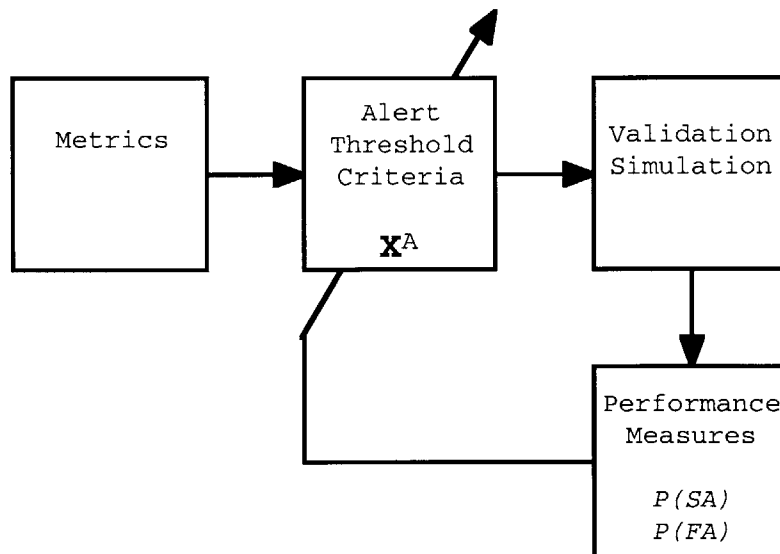 Metrics
Alert
Threshold
Criteria
X^A
Validation
Simulation
Performance
Measures
P(SA)
P(FA)